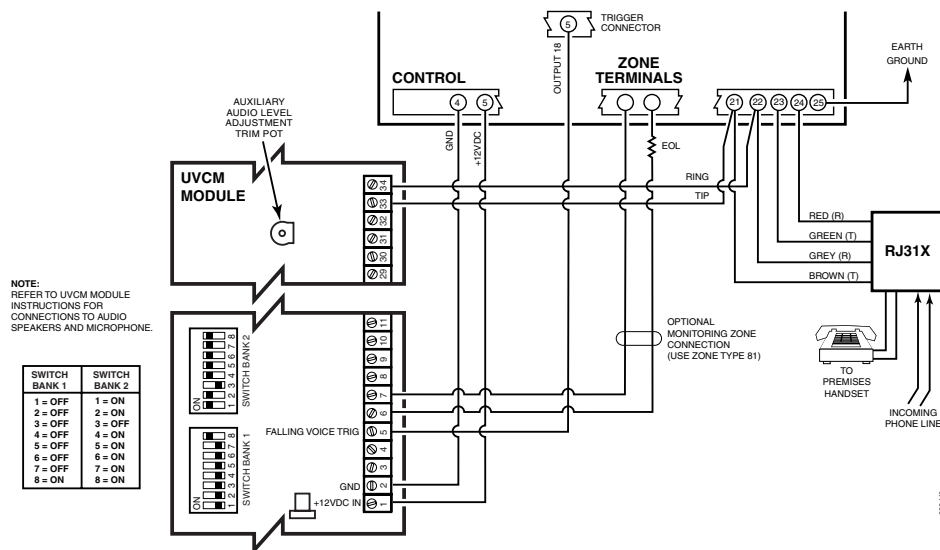 TRIGGER
CONNECTOR
5
OUTPUT 18
EARTH
GROUND
CONTROL
4 5
ZONE
TERMINALS
21 22 23 24 25
GND
+12VDC
EOL
AUXILIARY
AUDIO LEVEL
ADJUSTMENT
TRIM POT
UVCM
MODULE
34
33
32
31
30
29
RING
TIP
RED (R)
GREEN (T)
GREY (R)
BROWN (T)
RJ31X
NOTE:
REFER TO UVCM MODULE
INSTRUCTIONS FOR
CONNECTIONS TO AUDIO
SPEAKERS AND MICROPHONE.
OPTIONAL
MONITORING ZONE
CONNECTION
(USE ZONE TYPE 81)
TO
PREMISES
HANDSET
INCOMING
PHONE LINE
SWITCH BANK 1 SWITCH BANK 2
1 = OFF 1 = ON
2 = OFF 2 = ON
3 = OFF 3 = OFF
4 = OFF 4 = ON
5 = OFF 5 = ON
6 = OFF 6 = ON
7 = OFF 7 = ON
8 = ON 8 = ON
ON
1 2 3 4 5 6 7 8
SWITCH BANK 2
ON
1 2 3 4 5 6 7 8
SWITCH BANK 1
11
10
9
8
7
6
FALLING VOICE TRIG 5
4
3
GND 2
+12VDC IN 1